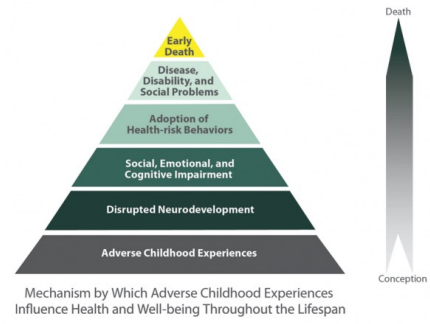 Death
Early
Death
Disease,
Disability, and
Social Problems
Adoption of
Health-risk Behaviors
Social, Emotional, and
Cognitive Impairment
Disrupted Neurodevelopment
Adverse Childhood Experiences
Conception
Mechanism by Which Adverse Childhood Experiences
Influence Health and Well-being Throughout the Lifespan